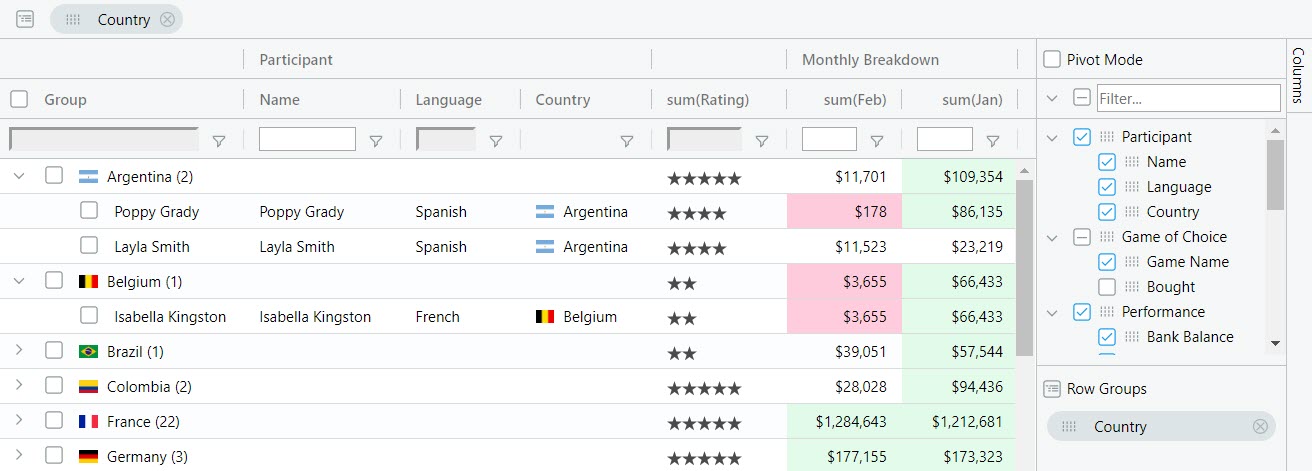 Country
Participant Monthly Breakdown Pivot Mode
Columns
Group Name Language Country sum(Rating) sum(Feb) sum(Jan) Filter...
Participant
Name
Argentina (2) ★★★★★ $11,701 $109,354
Language
Poppy Grady Poppy Grady Spanish Argentina ★★★★ $178 $86,135
Country
Layla Smith Layla Smith Spanish Argentina ★★★★ $11,523 $23,219
Game of Choice
Game Name
Belgium (1) ★★ $3,655 $66,433
Bought
Isabella Kingston Isabella Kingston French Belgium ★★ $3,655 $66,433
Performance
Bank Balance
Brazil (1) ★★ $39,051 $57,544
Colombia (2) ★★★★★ $28,028 $94,436
Row Groups
France (22) ★★★★★ $1,284,643 $1,212,681
Country
Germany (3) ★★★★★ $177,155 $173,323